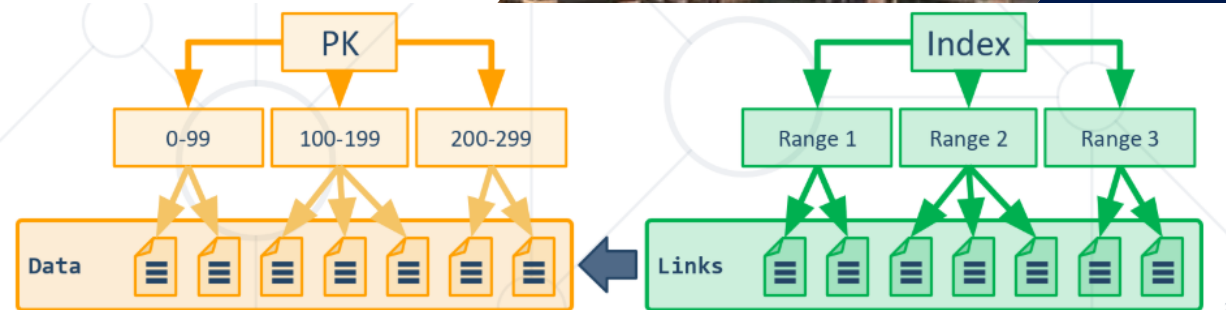 PK
0-99
100-199
200-299
Data
Index
Range 1
Range 2
Range 3
Links